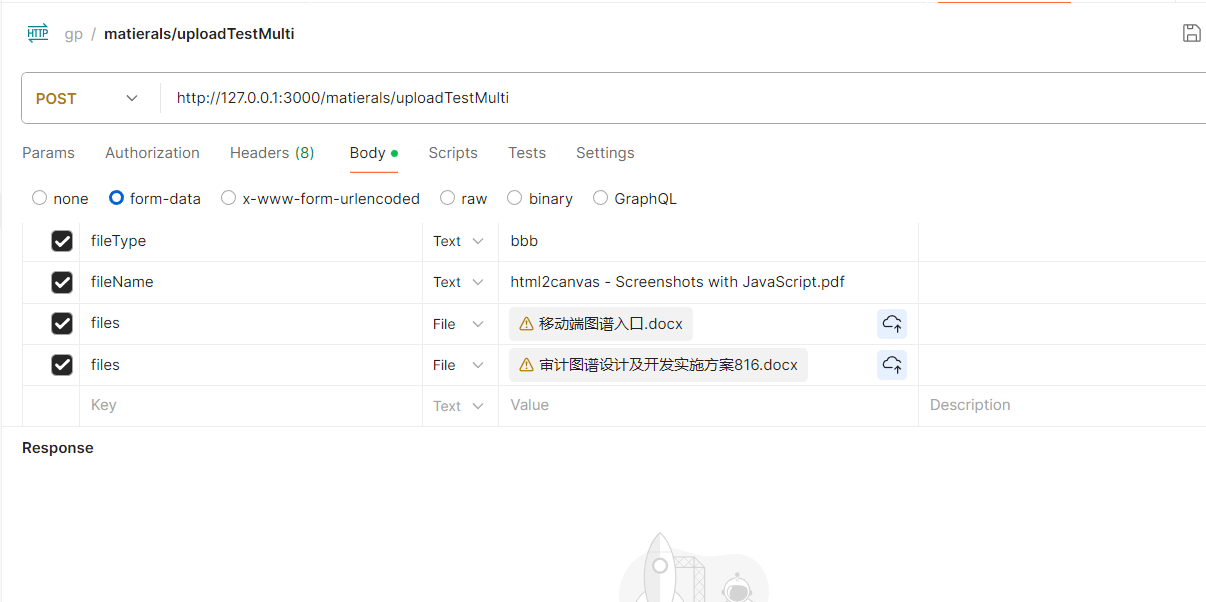 HTTP gp / matierals/uploadTestMulti
POST http://127.0.0.1:3000/matierals/uploadTestMulti
Params Authorization Headers (8) Body Scripts Tests Settings
none form-data x-www-form-urlencoded raw binary GraphQL
fileType Text bbb
fileName Text html2canvas - Screenshots with JavaScript.pdf
files File 移动端图谱入口.docx
files File 审计图谱设计及开发实施方案816.docx
Key Text Value Description
Response